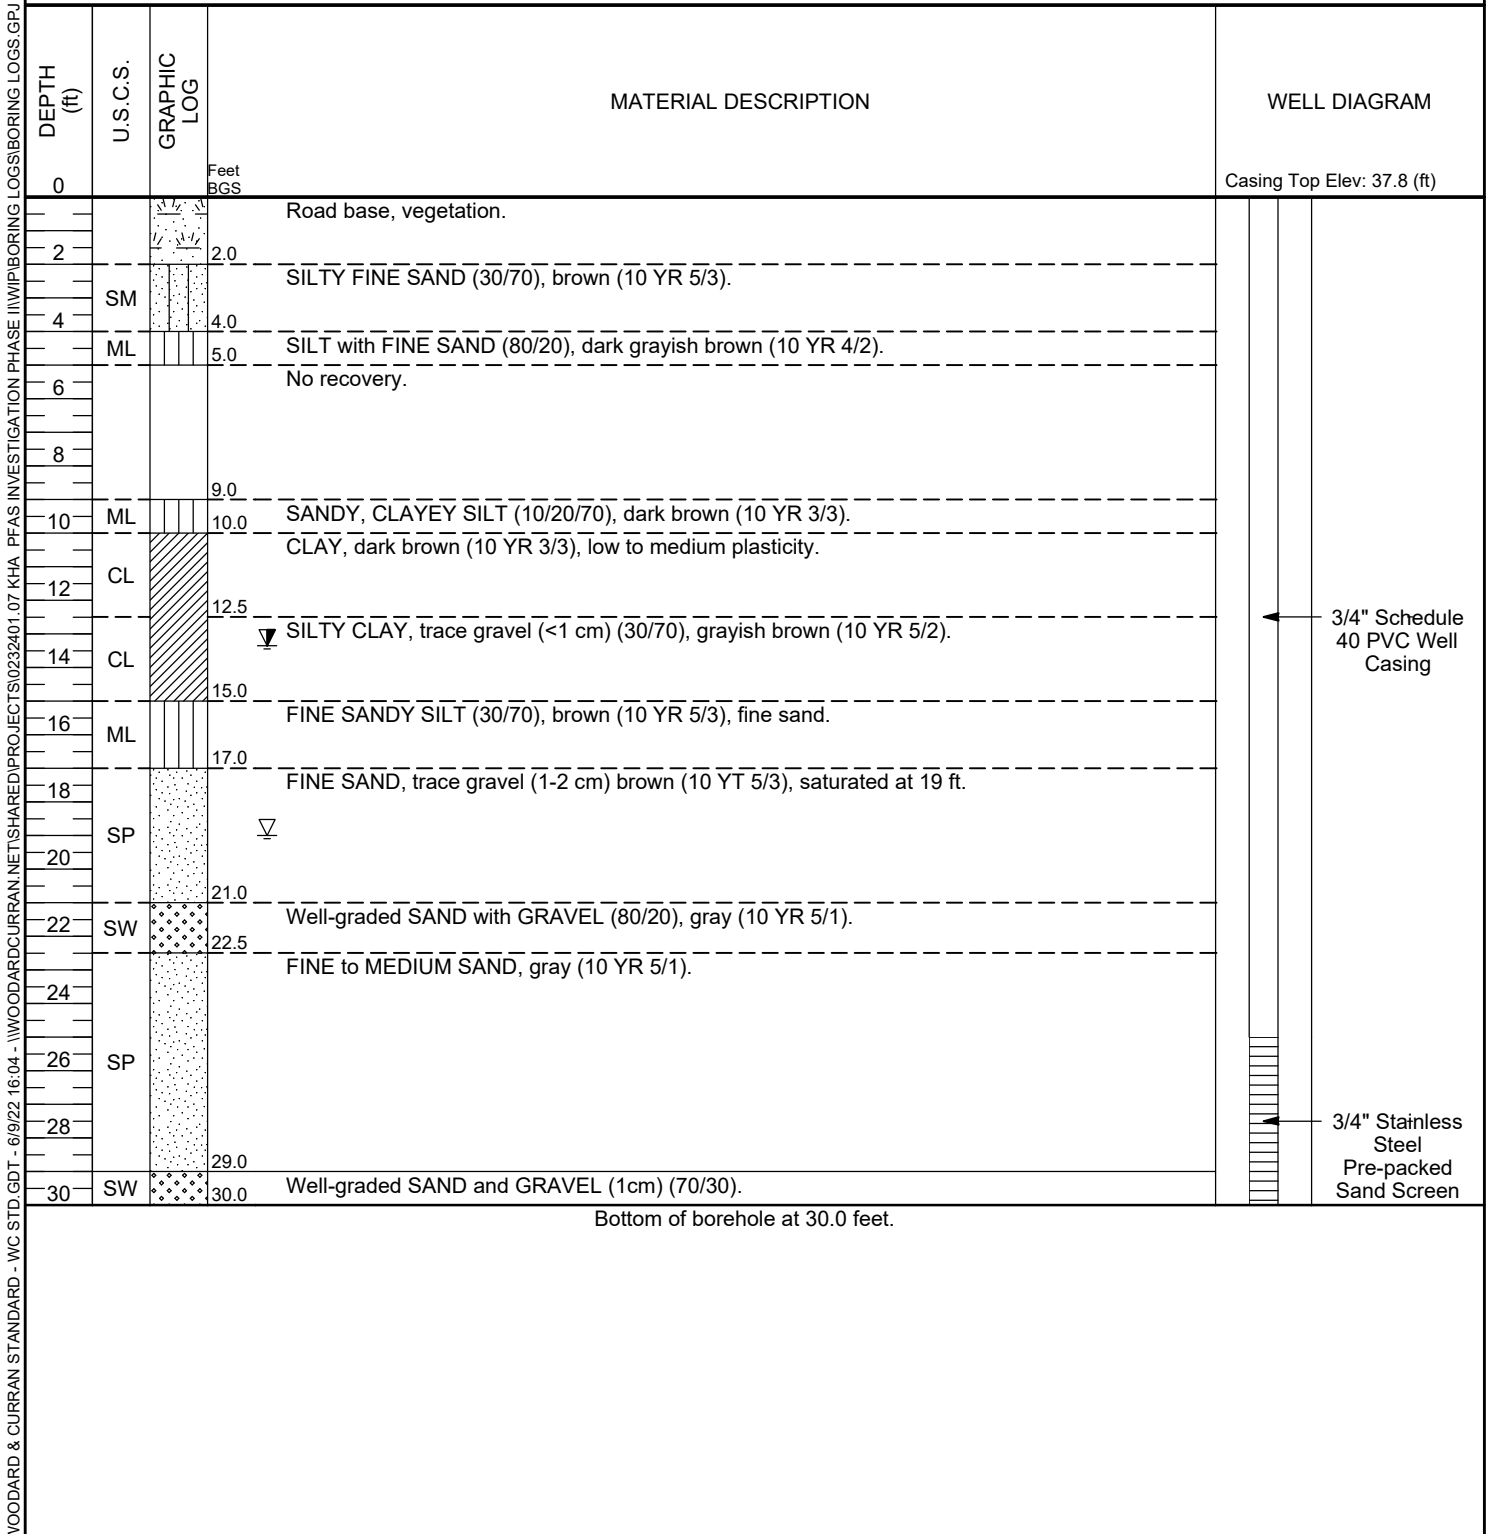 DEPTH
(ft)
U.S.C.S.
GRAPHIC
LOG
MATERIAL DESCRIPTION
WELL DIAGRAM
0
Feet
BGS
Casing Top Elev: 37.8 (ft)
Road base, vegetation.
2
2.0
SILTY FINE SAND (30/70), brown (10 YR 5/3).
SM
4
4.0
ML
SILT with FINE SAND (80/20), dark grayish brown (10 YR 4/2).
5.0
No recovery.
6
8
9.0
10
ML
SANDY, CLAYEY SILT (10/20/70), dark brown (10 YR 3/3).
10.0
CLAY, dark brown (10 YR 3/3), low to medium plasticity.
CL
12
12.5
SILTY CLAY, trace gravel (<1 cm) (30/70), grayish brown (10 YR 5/2).
3/4" Schedule
40 PVC Well
Casing
14
CL
15.0
FINE SANDY SILT (30/70), brown (10 YR 5/3), fine sand.
16
ML
17.0
FINE SAND, trace gravel (1-2 cm) brown (10 YT 5/3), saturated at 19 ft.
18
SP
20
21.0
Well-graded SAND with GRAVEL (80/20), gray (10 YR 5/1).
22
SW
22.5
FINE to MEDIUM SAND, gray (10 YR 5/1).
24
26
SP
28
3/4" Stainless
Steel
Pre-packed
Sand Screen
29.0
30
SW
30.0
Well-graded SAND and GRAVEL (1cm) (70/30).
Bottom of borehole at 30.0 feet.
WOODARD & CURRAN STANDARD - WC STD.GDT - 6/9/22 16:04 - \\WOODARDCURRAN.NET\SHARED\PROJECTS\0232401.07 KHA  PFAS INVESTIGATION PHASE II\WIP\BORING LOGS\BORING LOGS.GPJ